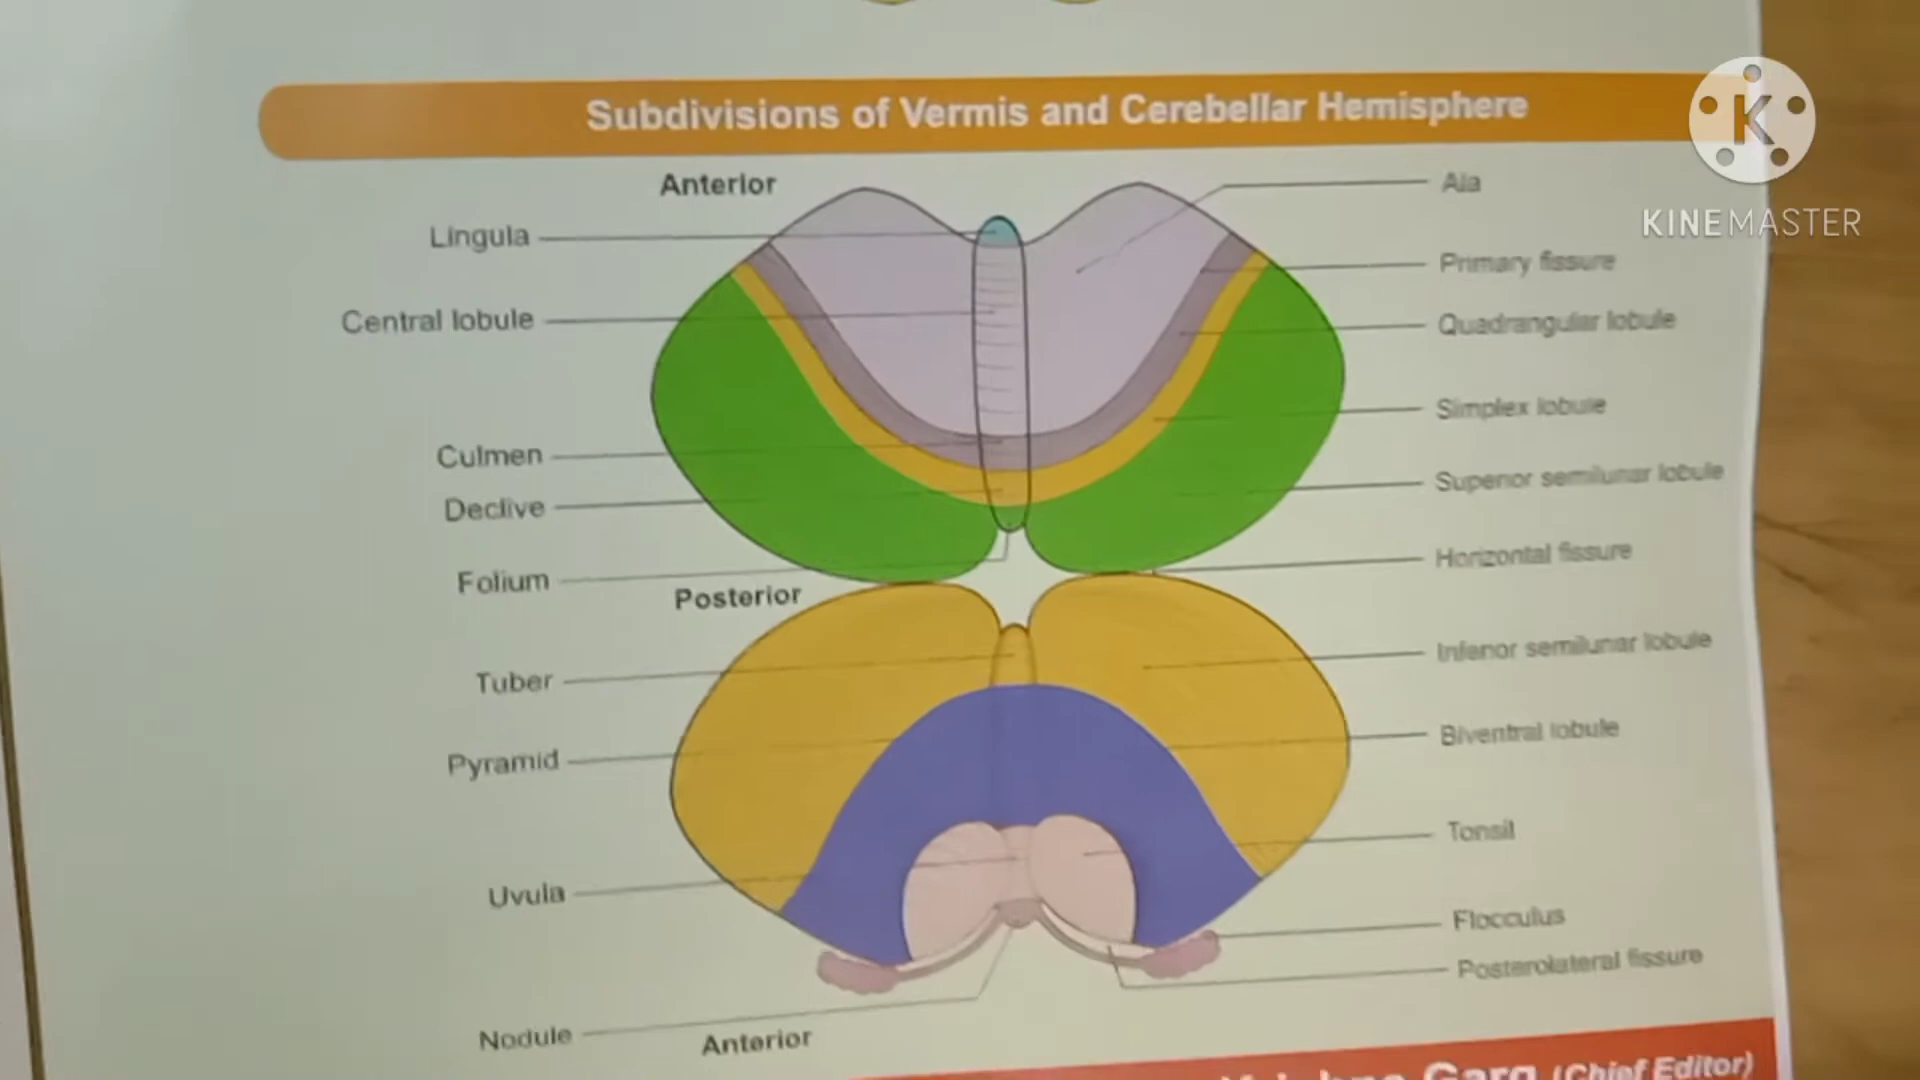 Subdivisions of Vermis and Cerebellar Hemisphere
K
KINEMASTER
Anterior
Ala
Lingula
Primary fissure
Central lobule
Quadrangular lobule
Simplex lobule
Culmen
Superior semilunar lobule
Declive
Horizontal fissure
Folium
Posterior
Inferior semilunar lobule
Tuber
Biventral lobule
Pyramid
Tonsil
Uvula
Flocculus
Posterolateral fissure
Nodule
Anterior
Garg (Chief Editor)